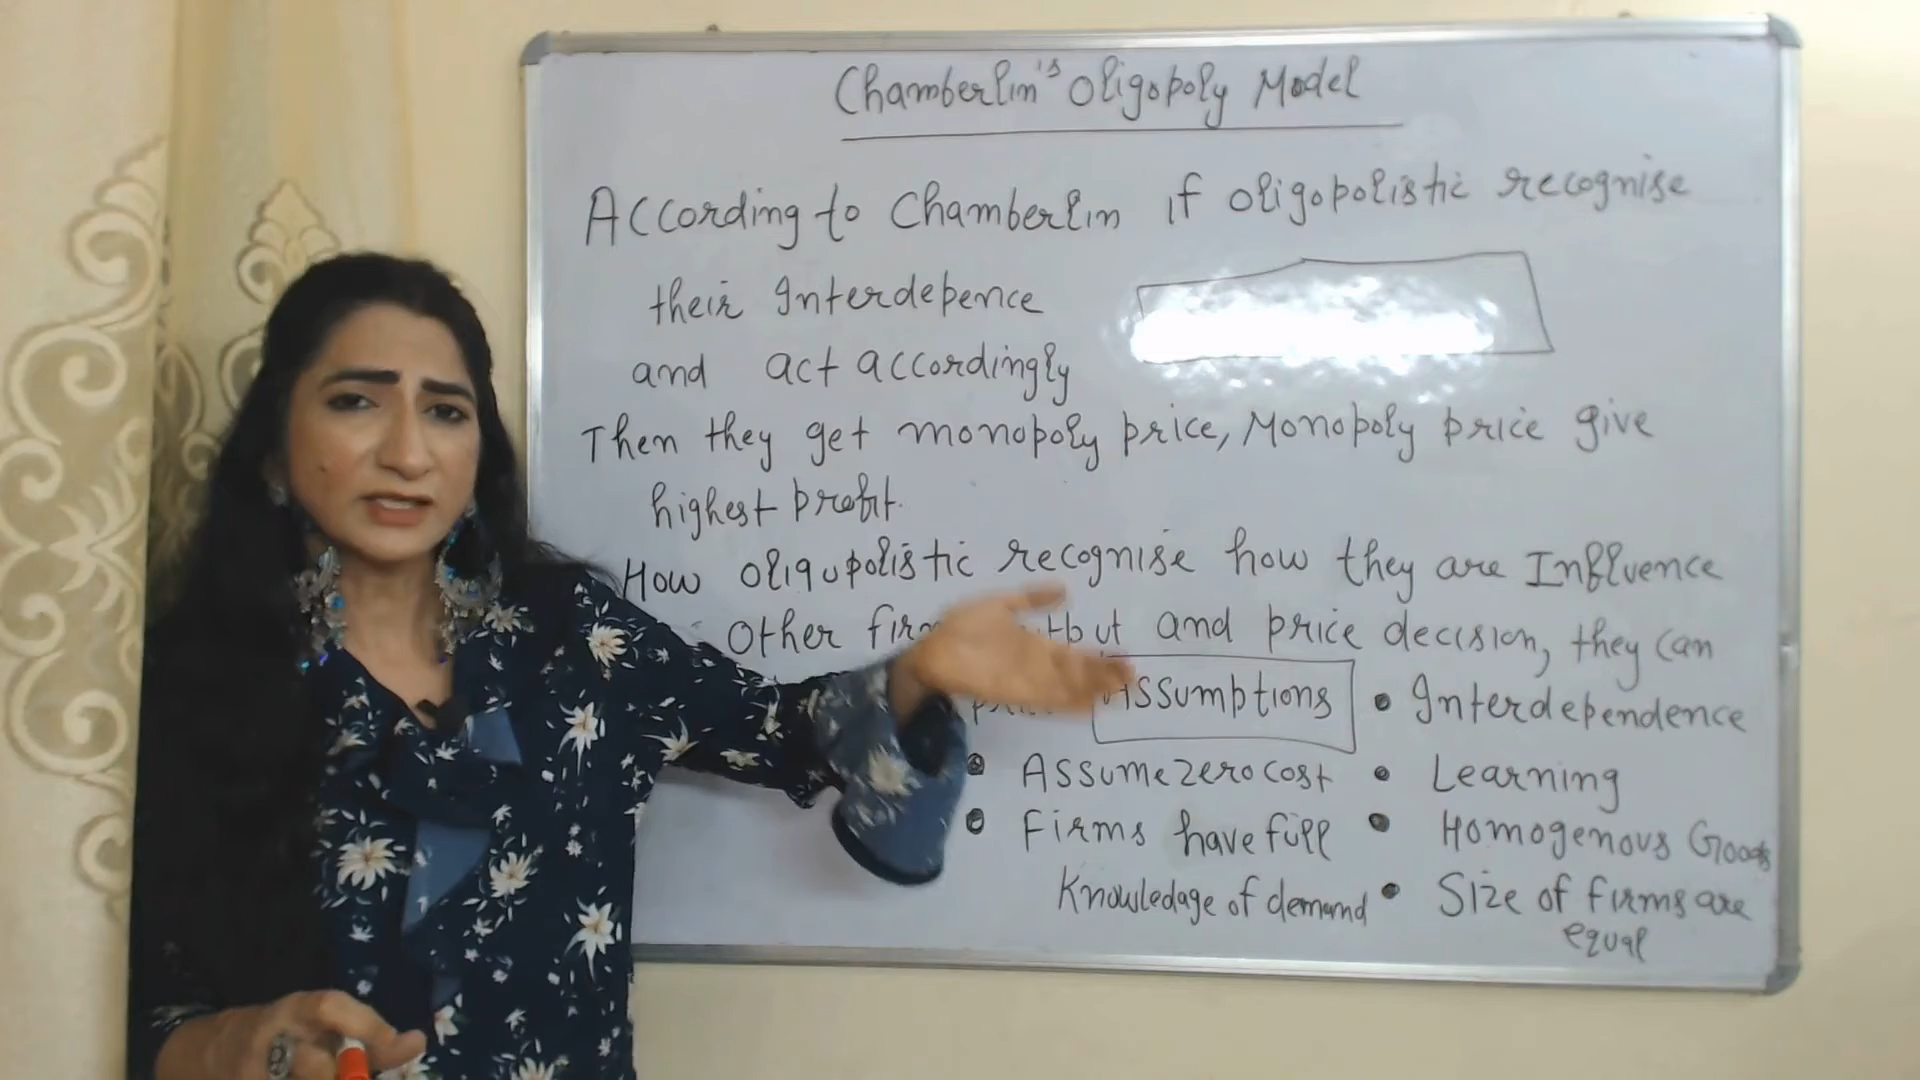 Chamberlin's Oligopoly Model
According to Chamberlin if oligopolistic recognise
their Interdepence
and act accordingly
Then they get monopoly price, Monopoly price give
highest profit.
How oligopolistic recognise how they are Influence
Other and price decision, they can
Assumptions • Interdependence
• Assume zero cost • Learning
• Firms have full • Homogenous Goods
Knowledage of demand • Size of firms are
equal